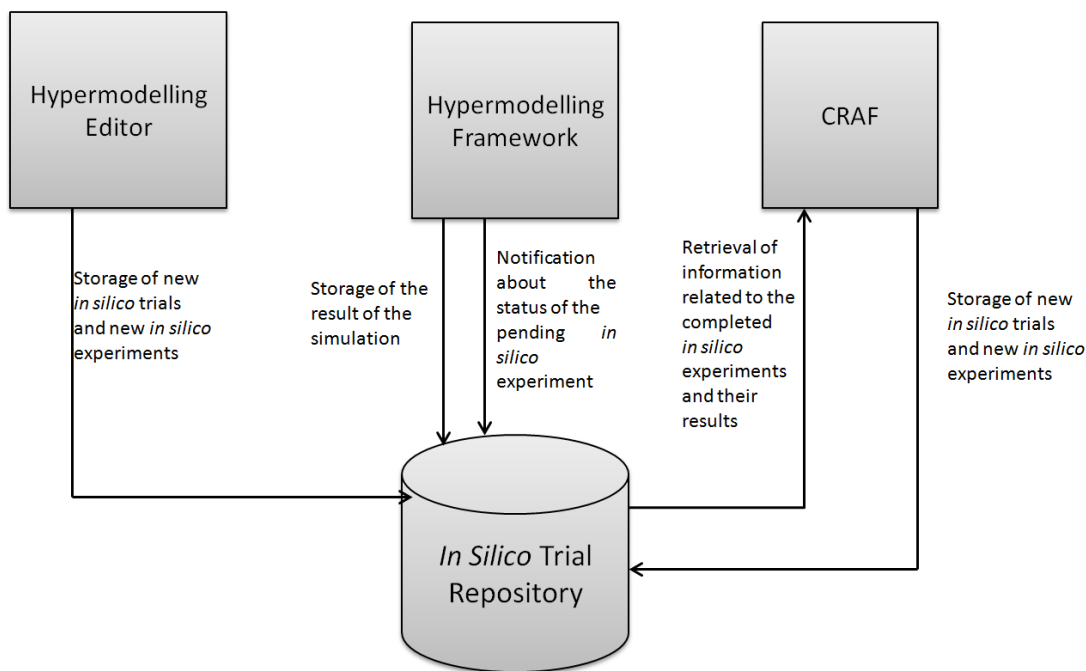 Hypermodelling
Editor
Hypermodelling
Framework
CRAF
Storage of new
in silico trials
and new in silico
experiments
Storage of the
result of the
simulation
Notification
about the
status of the
pending in
silico
experiment
Retrieval of
information
related to the
completed
in silico
experiments
and their
results
Storage of new
in silico trials
and new in silico
experiments
In Silico Trial
Repository